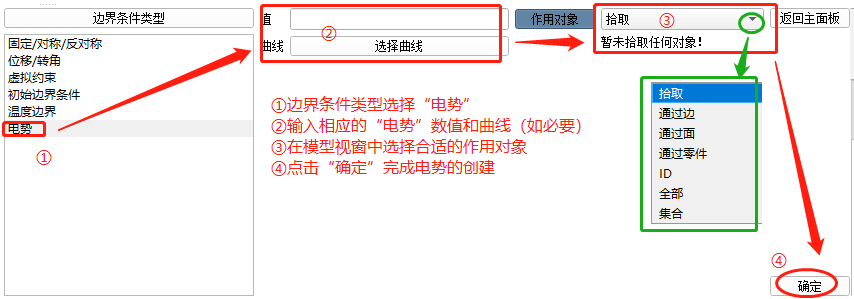 边界条件类型
固定/对称/反对称
位移/转角
虚拟约束
初始边界条件
温度边界
电势
①
值
曲线
②
选择曲线
作用对象
拾取
③
暂未拾取任何对象!
返回主面板
①边界条件类型选择“电势”
②输入相应的“电势”数值和曲线（如必要）
③在模型视窗中选择合适的作用对象
④点击“确定”完成电势的创建
拾取
通过边
通过面
通过零件
ID
全部
集合
④
确定